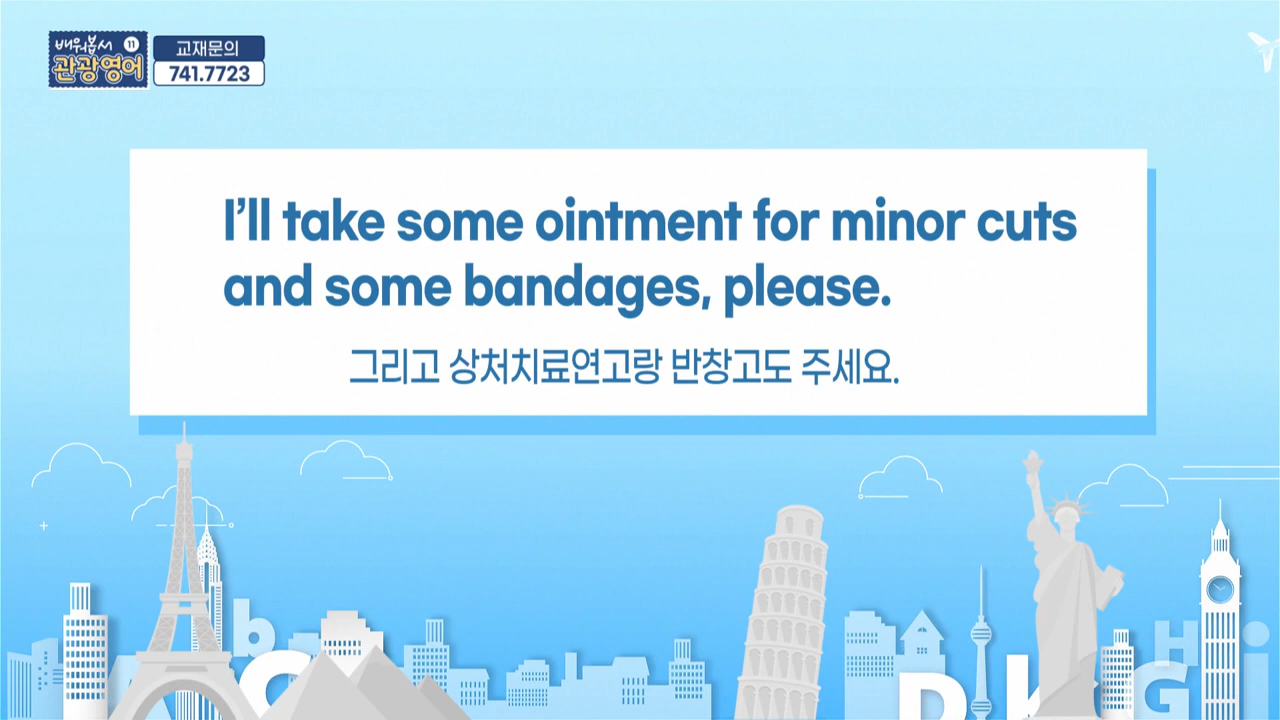 배워봅서 11
관광영어
교재문의
741.7723
I'll take some ointment for minor cuts
and some bandages, please.
그리고 상처치료연고랑 반창고도 주세요.
b
D
k
G
H
i